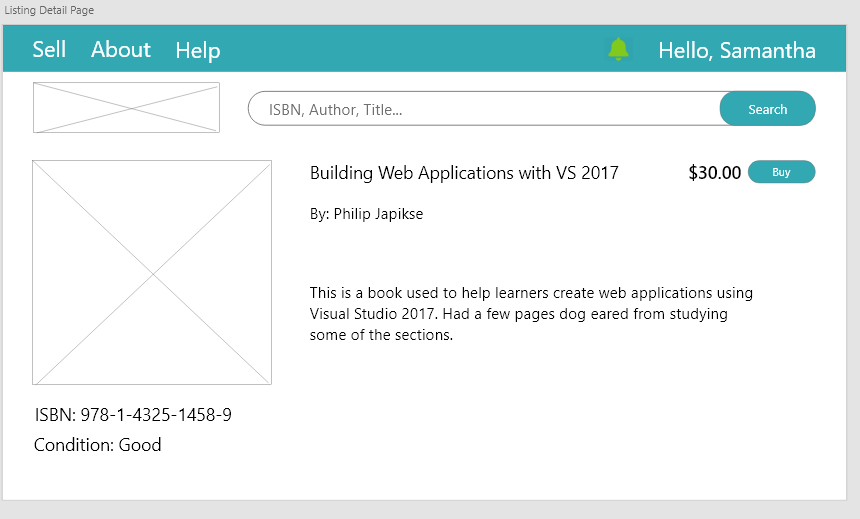 Listing Detail Page
Sell About Help Hello, Samantha
ISBN, Author, Title... Search
Building Web Applications with VS 2017 $30.00 Buy
By: Philip Japikse
This is a book used to help learners create web applications using
Visual Studio 2017. Had a few pages dog eared from studying
some of the sections.
ISBN: 978-1-4325-1458-9
Condition: Good